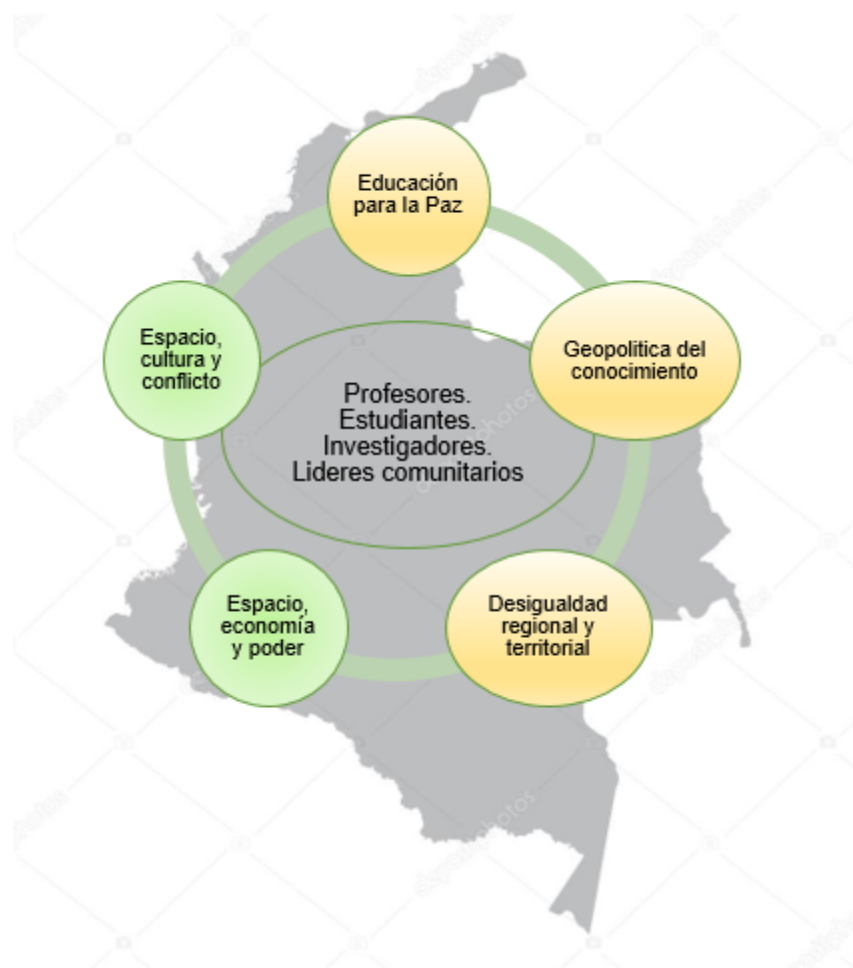 Educación
para la Paz
Espacio,
cultura y
conflicto
Geopolitica del
conocimiento
Profesores.
Estudiantes.
Investigadores.
Lideres comunitarios
Espacio,
economía
y poder
Desigualdad
regional y
territorial
depositphotos